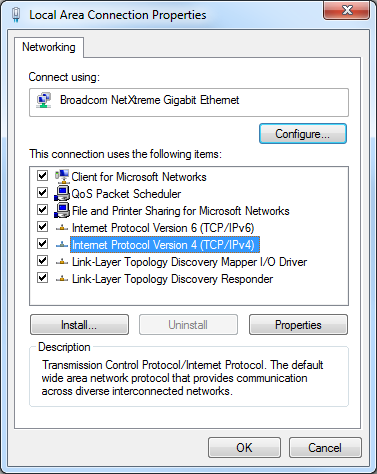 Local Area Connection Properties
Networking
Connect using:
Broadcom NetXtreme Gigabit Ethernet
Configure...
This connection uses the following items:
Client for Microsoft Networks
QoS Packet Scheduler
File and Printer Sharing for Microsoft Networks
Internet Protocol Version 6 (TCP/IPv6)
Internet Protocol Version 4 (TCP/IPv4)
Link-Layer Topology Discovery Mapper I/O Driver
Link-Layer Topology Discovery Responder
Install... Uninstall Properties
Description
Transmission Control Protocol/Internet Protocol. The default
wide area network protocol that provides communication
across diverse interconnected networks.
OK Cancel